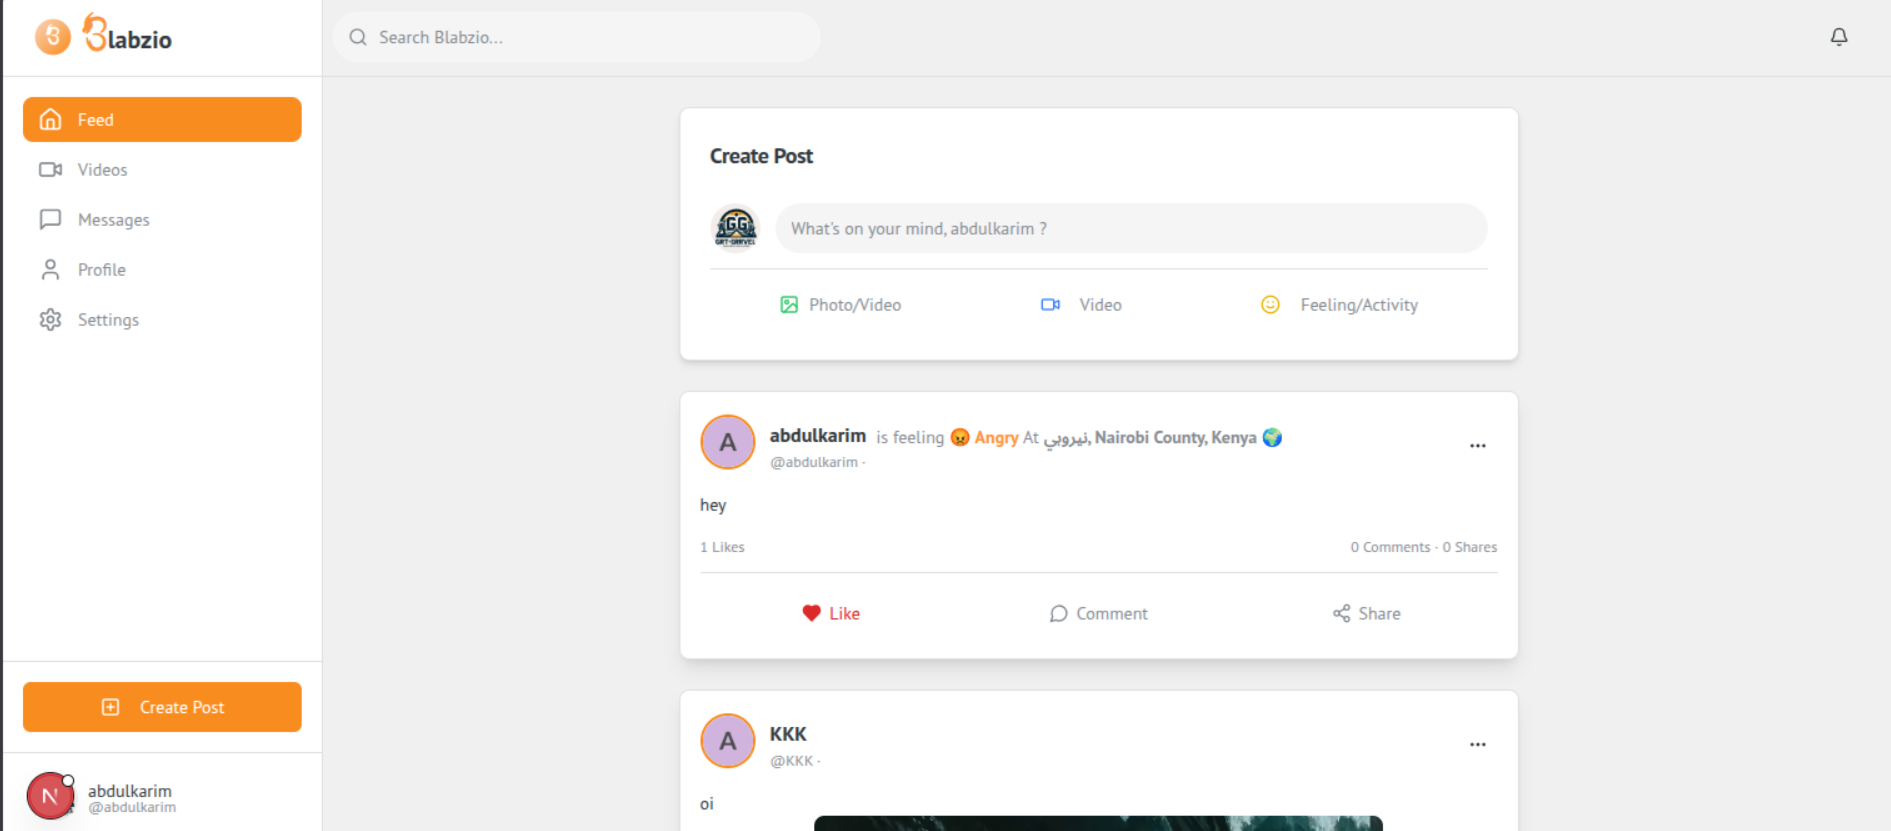 Blabzio
Search Blabzio...
Feed
Videos
Messages
Profile
Settings
Create Post
abdulkarim
@abdulkarim
Create Post
GG
What's on your mind, abdulkarim ?
Photo/Video
Video
Feeling/Activity
A
abdulkarim is feeling 😡 Angry At نيروبي, Nairobi County, Kenya 🌍
@abdulkarim ·
hey
1 Likes
0 Comments · 0 Shares
Like
Comment
Share
A
KKK
@KKK ·
oi
N